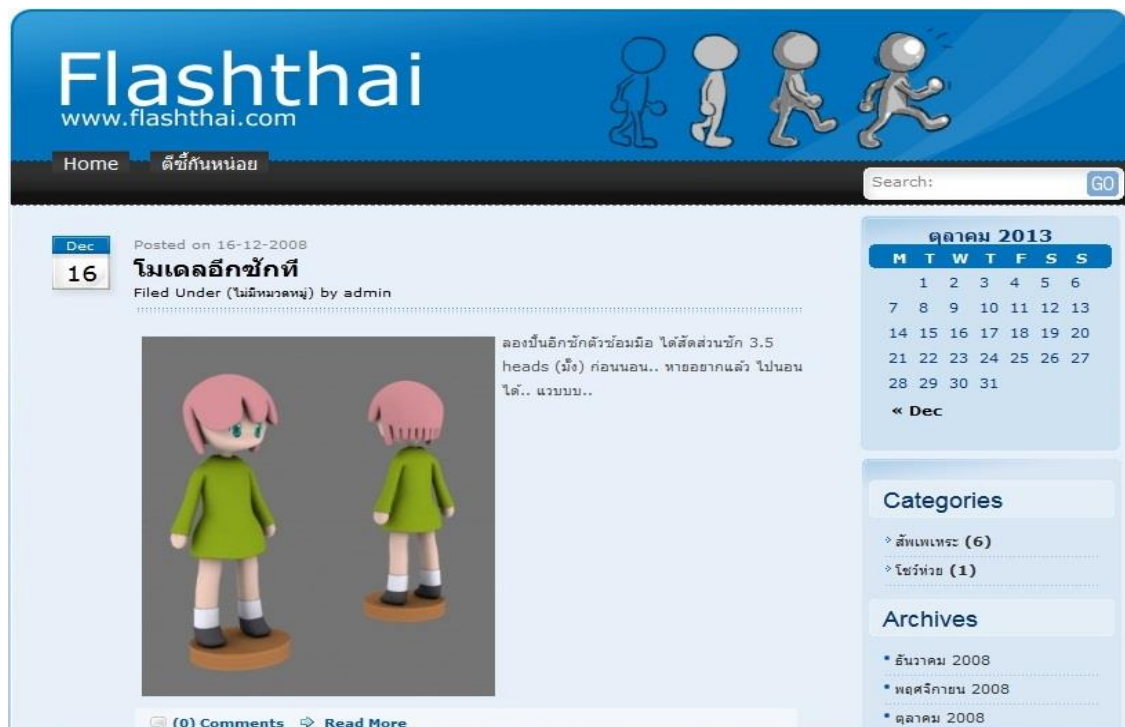 Flashthai
www.flashthai.com
Home ตีซี้กันหน่อย
Search: GO
Dec
16
Posted on 16-12-2008
โมเดลอีกซักที
Filed Under (ไม่มีหมวดหมู่) by admin
ลองปั้นอีกซักตัวซ้อมมือ ได้สัดส่วนซัก 3.5
heads (มั้ง) ก่อนนอน.. หายอยากแล้ว ไปนอน
ได้.. แวบบบ..
(0) Comments Read More
ตุลาคม 2013
M T W T F S S
1 2 3 4 5 6
7 8 9 10 11 12 13
14 15 16 17 18 19 20
21 22 23 24 25 26 27
28 29 30 31
« Dec
Categories
สัพเพเหระ (6)
โชว์ห่วย (1)
Archives
ธันวาคม 2008
พฤศจิกายน 2008
ตุลาคม 2008